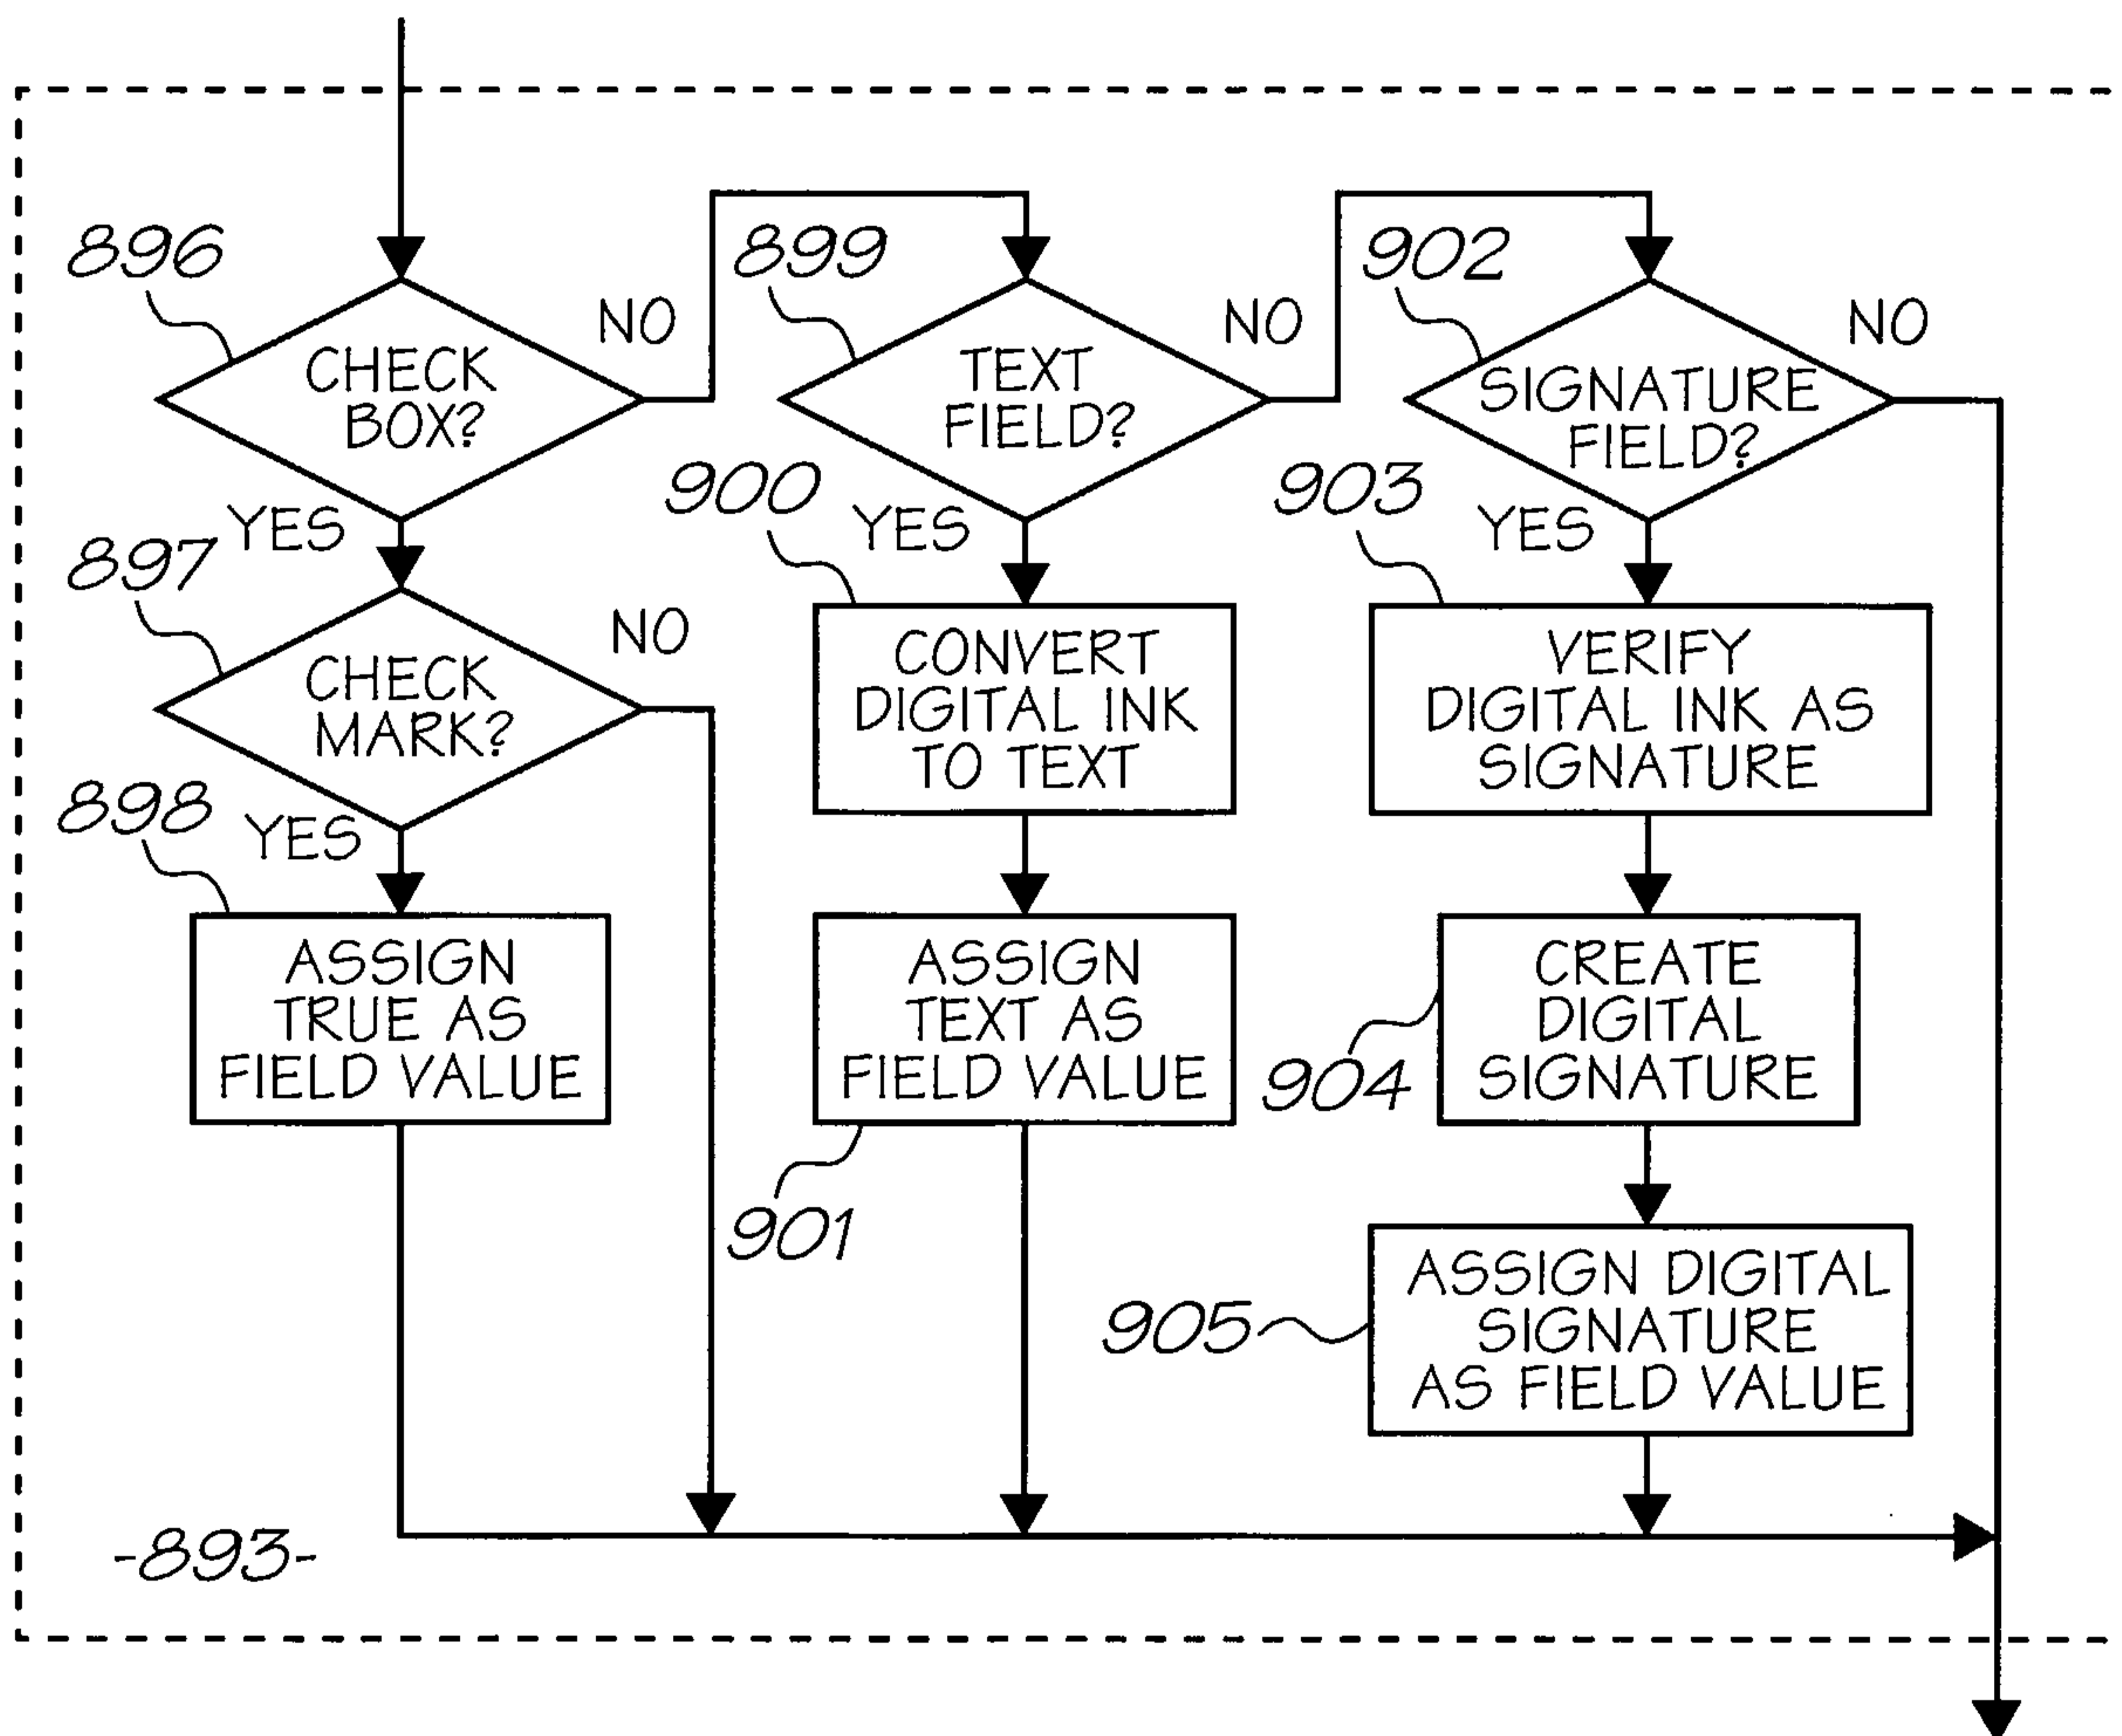 896
CHECK
BOX?
NO
YES
897
CHECK
MARK?
NO
YES
898
ASSIGN
TRUE AS
FIELD VALUE
899
TEXT
FIELD?
NO
YES
900
CONVERT
DIGITAL INK
TO TEXT
ASSIGN
TEXT AS
FIELD VALUE
901
902
SIGNATURE
FIELD?
NO
YES
903
VERIFY
DIGITAL INK AS
SIGNATURE
904
CREATE
DIGITAL
SIGNATURE
905
ASSIGN DIGITAL
SIGNATURE
AS FIELD VALUE
-893-